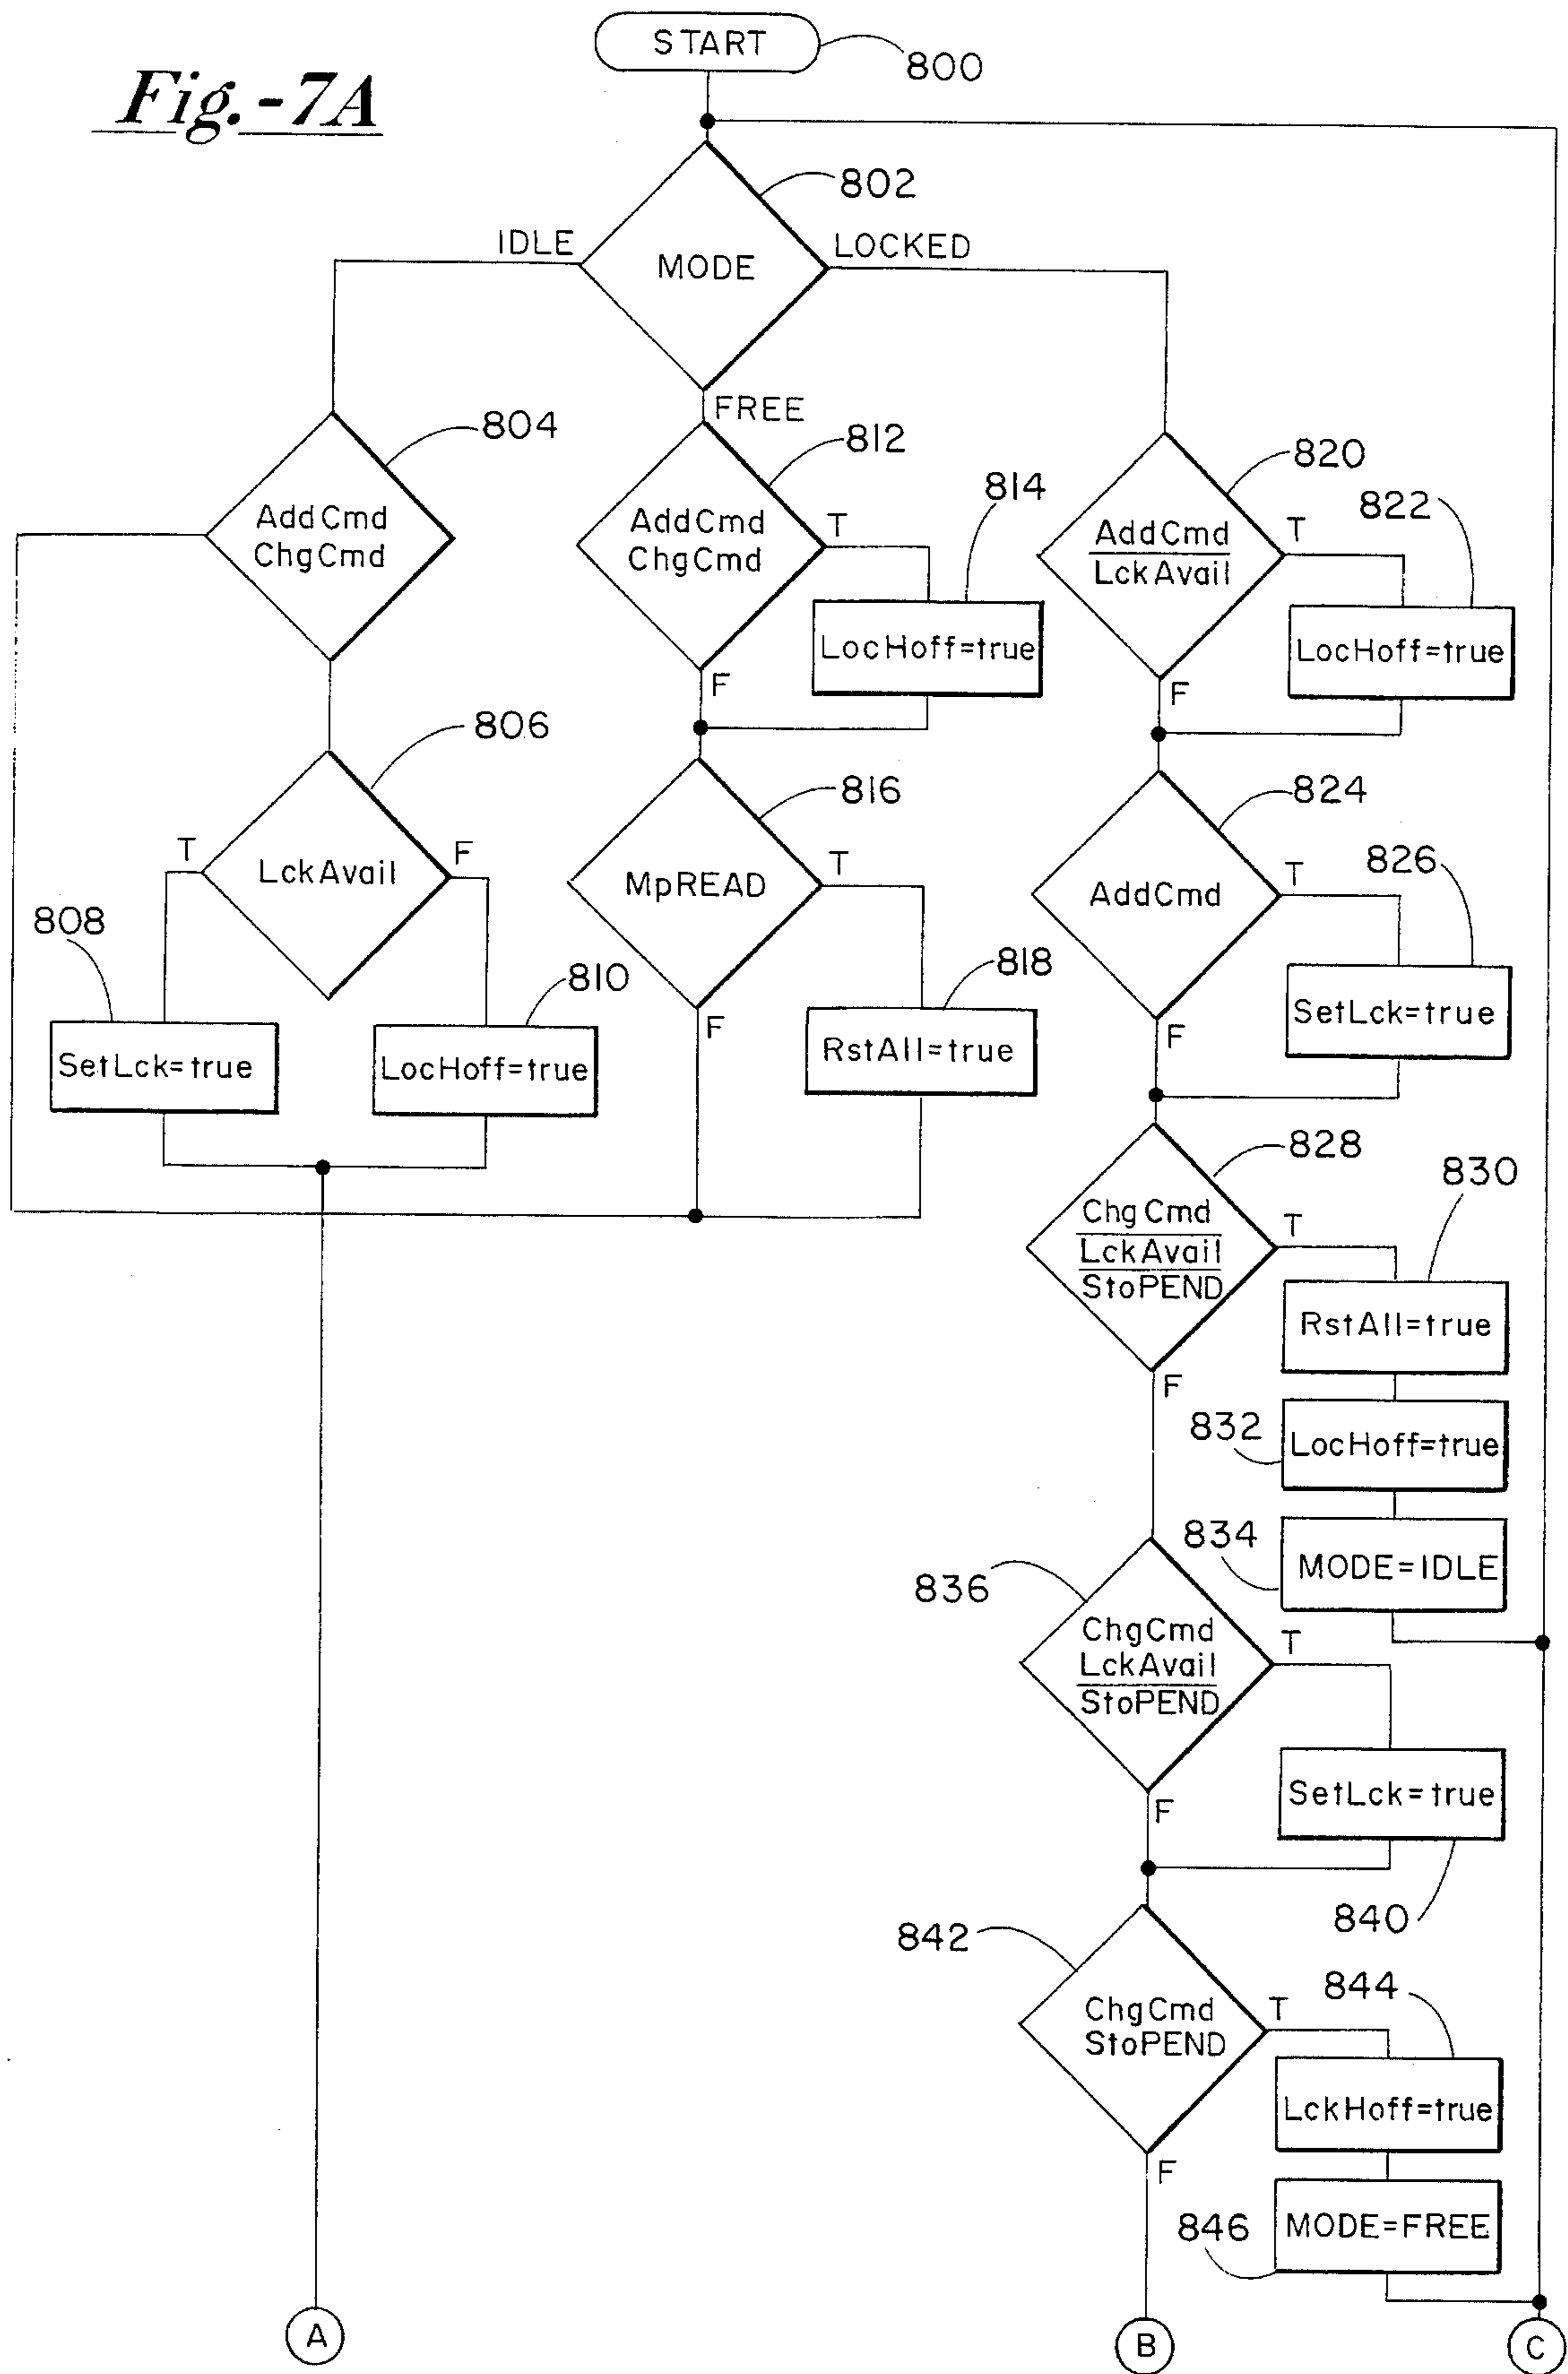 Fig.-7A
START
800
802
IDLE
MODE
LOCKED
FREE
804
AddCmd
ChgCmd
812
AddCmd
ChgCmd
T
F
814
LocHoff=true
820
AddCmd
LckAvail
T
F
822
LocHoff=true
806
LckAvail
T
F
808
SetLck=true
810
LocHoff=true
816
MpREAD
T
F
818
RstAll=true
824
AddCmd
T
F
826
SetLck=true
828
ChgCmd
LckAvail
StoPEND
T
F
830
RstAll=true
832
LocHoff=true
834
MODE=IDLE
836
ChgCmd
LckAvail
StoPEND
T
F
SetLck=true
840
842
ChgCmd
StoPEND
T
F
844
LckHoff=true
846
MODE=FREE
A
B
C